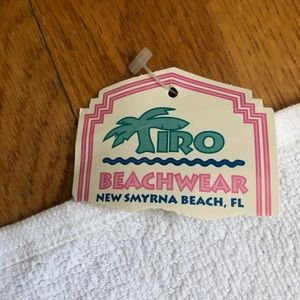 TIRO
BEACHWEAR
NEW SMYRNA BEACH, FL